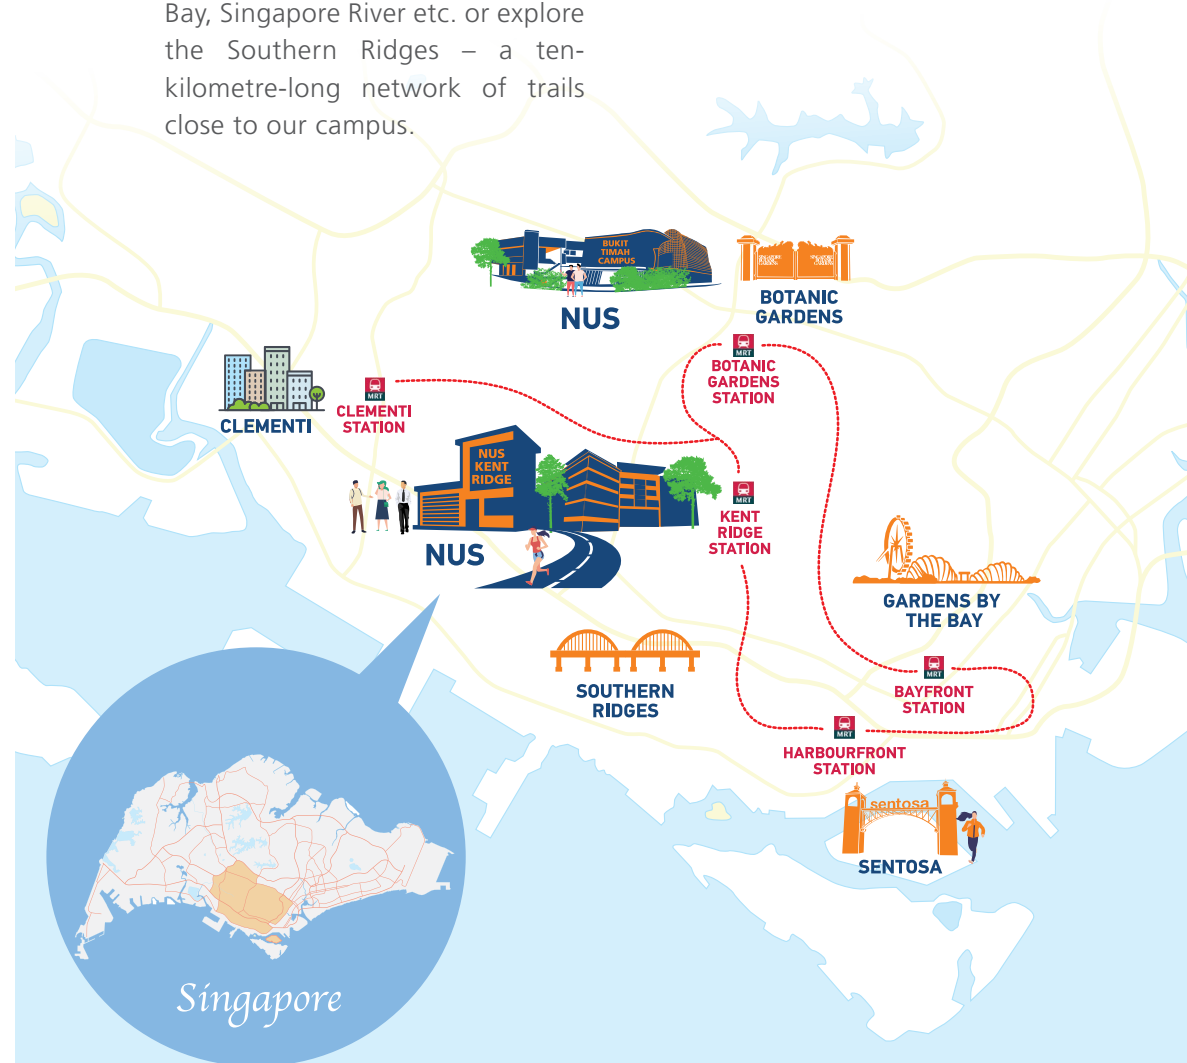 Bay, Singapore River etc. or explore
the Southern Ridges – a ten-
kilometre-long network of trails
close to our campus.
BUKIT
TIMAH
CAMPUS
NUS
BOTANIC
GARDENS
MRT
BOTANIC
GARDENS
STATION
CLEMENTI
MRT
CLEMENTI
STATION
NUS
KENT
RIDGE
NUS
MRT
KENT
RIDGE
STATION
GARDENS BY
THE BAY
SOUTHERN
RIDGES
MRT
BAYFRONT
STATION
MRT
HARBOURFRONT
STATION
sentosa
SENTOSA
Singapore